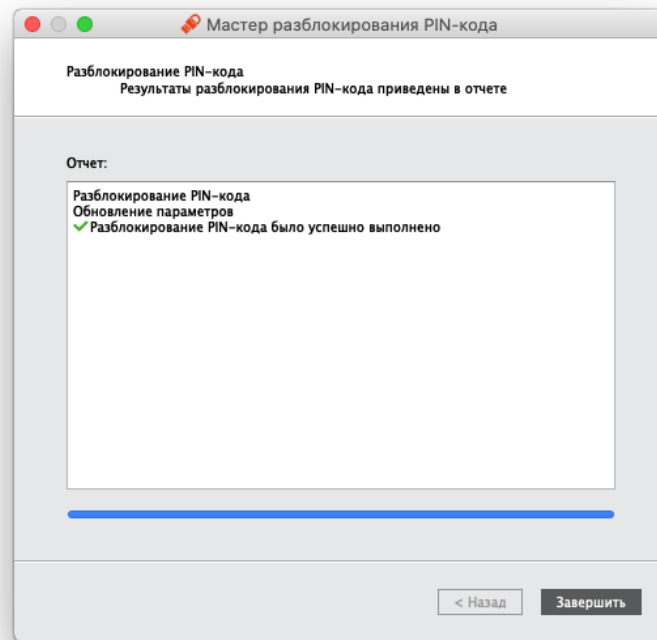 Мастер разблокирования PIN-кода
Разблокирование PIN-кода
Результаты разблокирования PIN-кода приведены в отчете
Отчет:
Разблокирование PIN-кода
Обновление параметров
Разблокирование PIN-кода было успешно выполнено
< Назад
Завершить